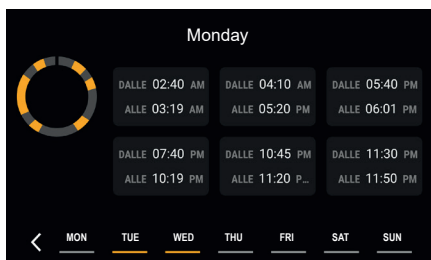 Monday
DALLE 02:40 AM DALLE 04:10 AM DALLE 05:40 PM
ALLE 03:19 AM ALLE 05:20 PM ALLE 06:01 PM
DALLE 07:40 PM DALLE 10:45 PM DALLE 11:30 PM
ALLE 10:19 PM ALLE 11:20 P... ALLE 11:50 PM
MON TUE WED THU FRI SAT SUN